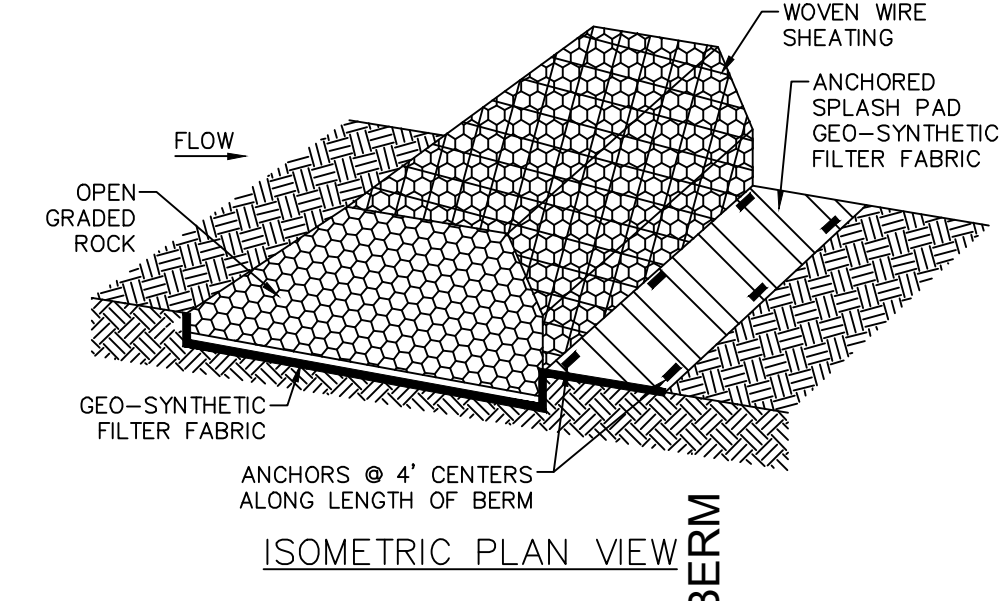 WOVEN WIRE
SHEATING
ANCHORED
SPLASH PAD
GEO-SYNTHETIC
FILTER FABRIC
FLOW
OPEN
GRADED
ROCK
GEO-SYNTHETIC
FILTER FABRIC
ANCHORS @ 4' CENTERS
ALONG LENGTH OF BERM
ISOMETRIC PLAN VIEW
BERM